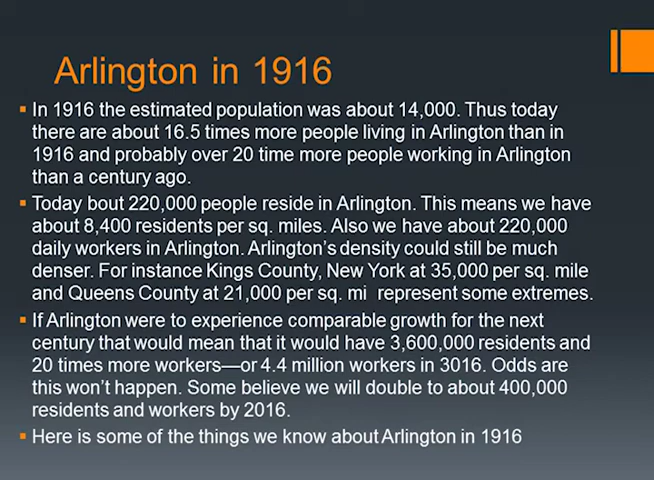 Arlington in 1916
In 1916 the estimated population was about 14,000. Thus today
there are about 16.5 times more people living in Arlington than in
1916 and probably over 20 time more people working in Arlington
than a century ago.
Today bout 220,000 people reside in Arlington. This means we have
about 8,400 residents per sq. miles. Also we have about 220,000
daily workers in Arlington. Arlington's density could still be much
denser. For instance Kings County, New York at 35,000 per sq. mile
and Queens County at 21,000 per sq. mi represent some extremes.
If Arlington were to experience comparable growth for the next
century that would mean that it would have 3,600,000 residents and
20 times more workers—or 4.4 million workers in 3016. Odds are
this won't happen. Some believe we will double to about 400,000
residents and workers by 2016.
Here is some of the things we know about Arlington in 1916